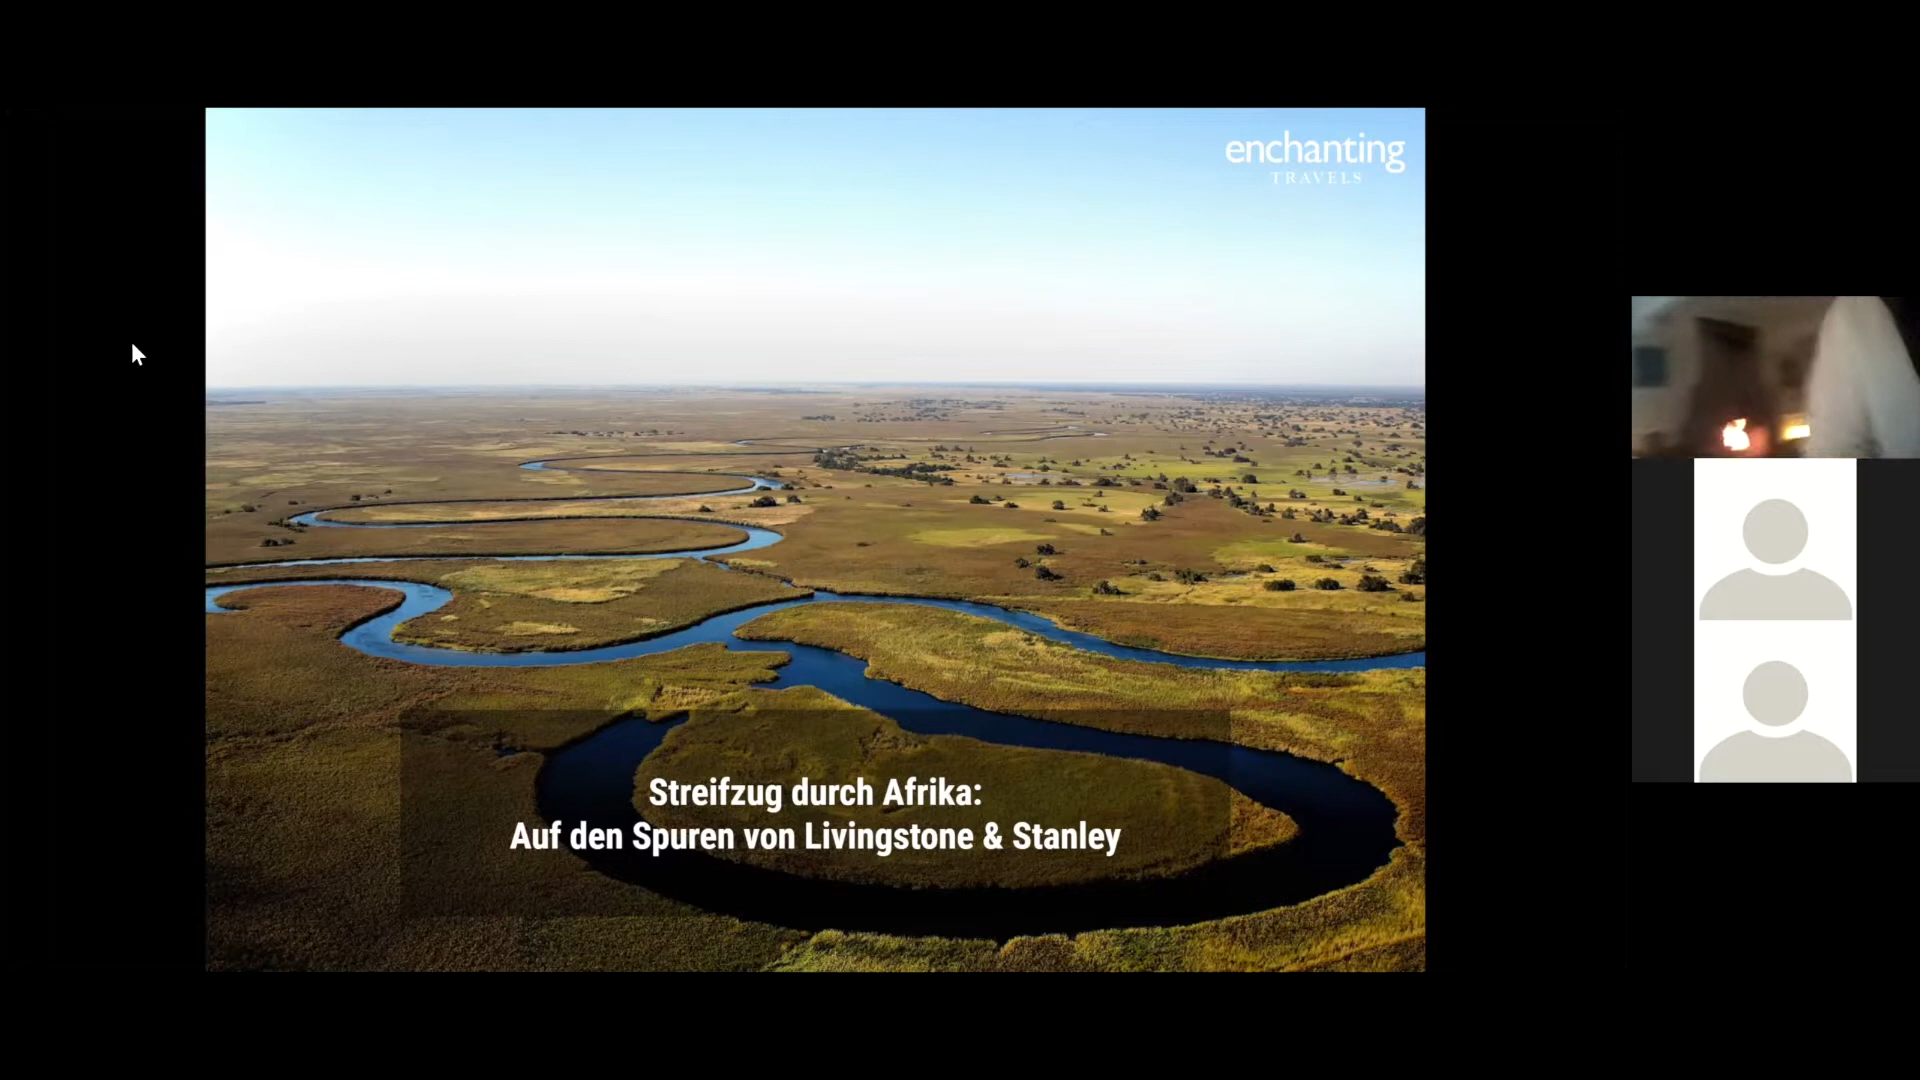 enchanting
TRAVELS
Streifzug durch Afrika:
Auf den Spuren von Livingstone & Stanley